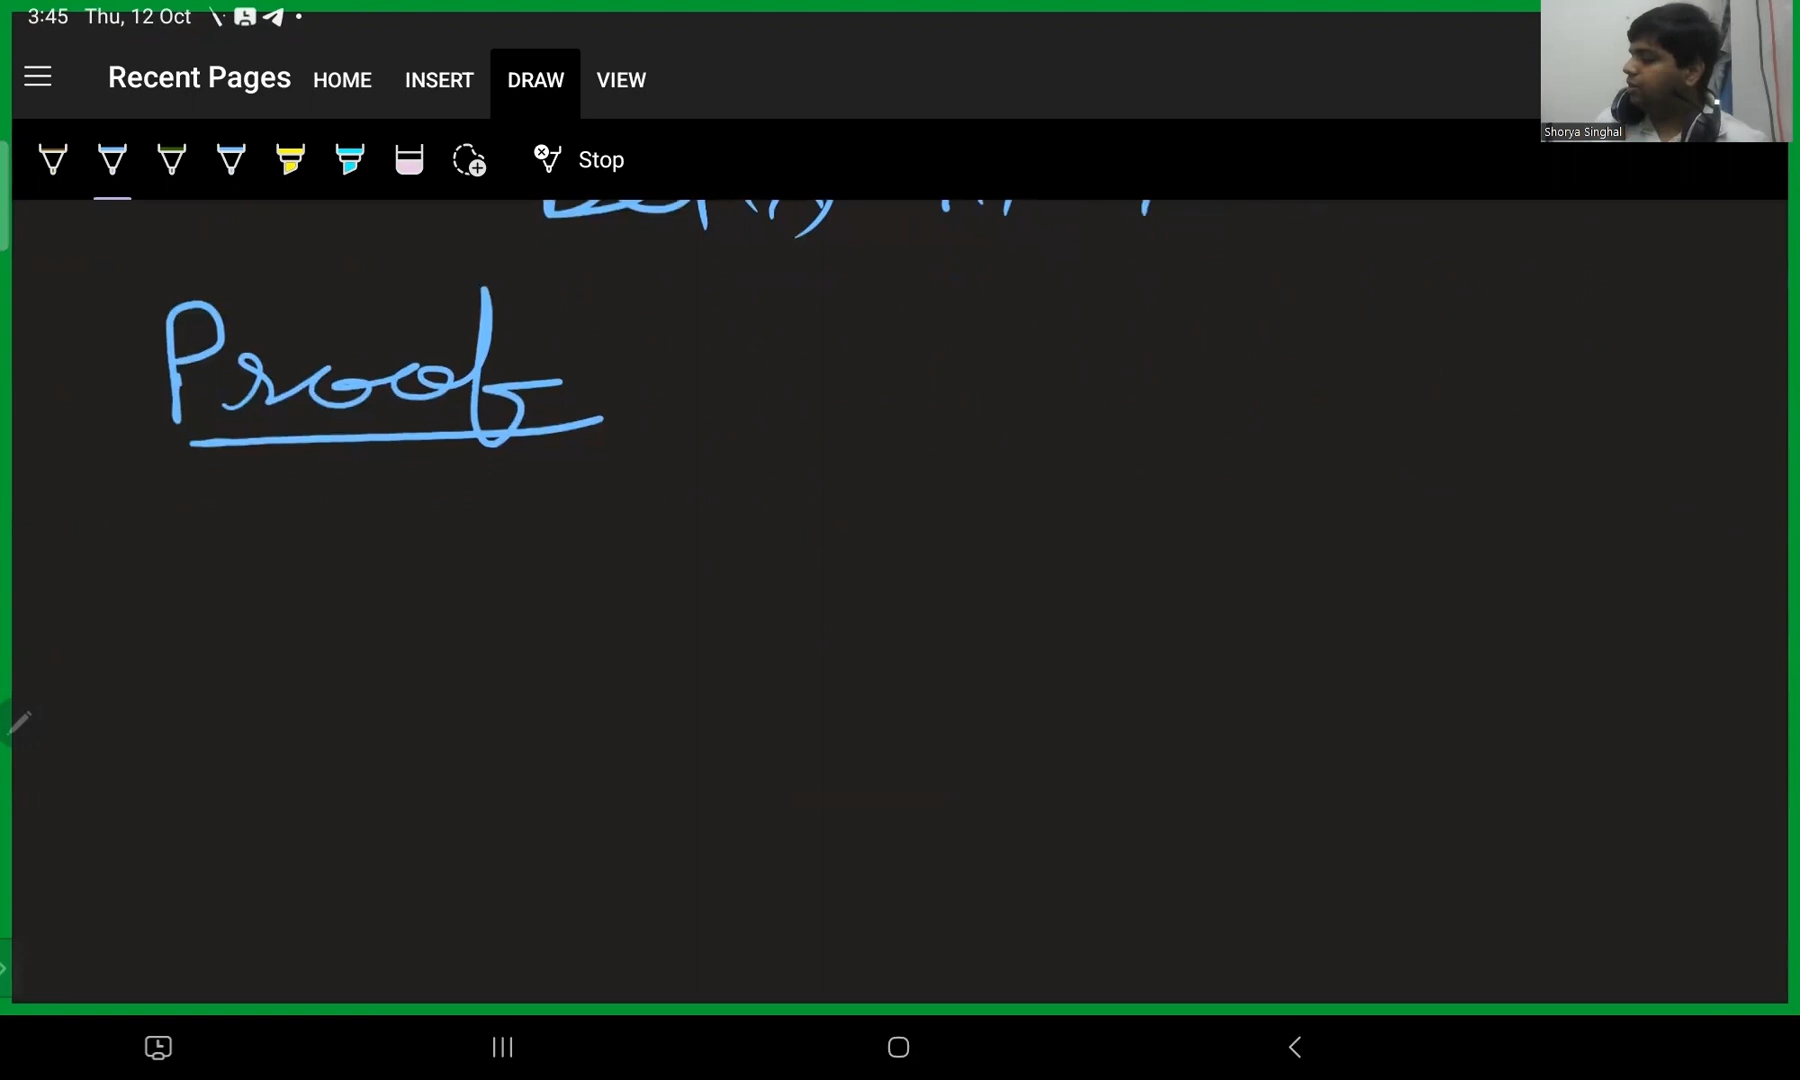 3:45 Thu, 12 Oct
Recent Pages HOME INSERT DRAW VIEW
Shorya Singhal
Stop
Proof